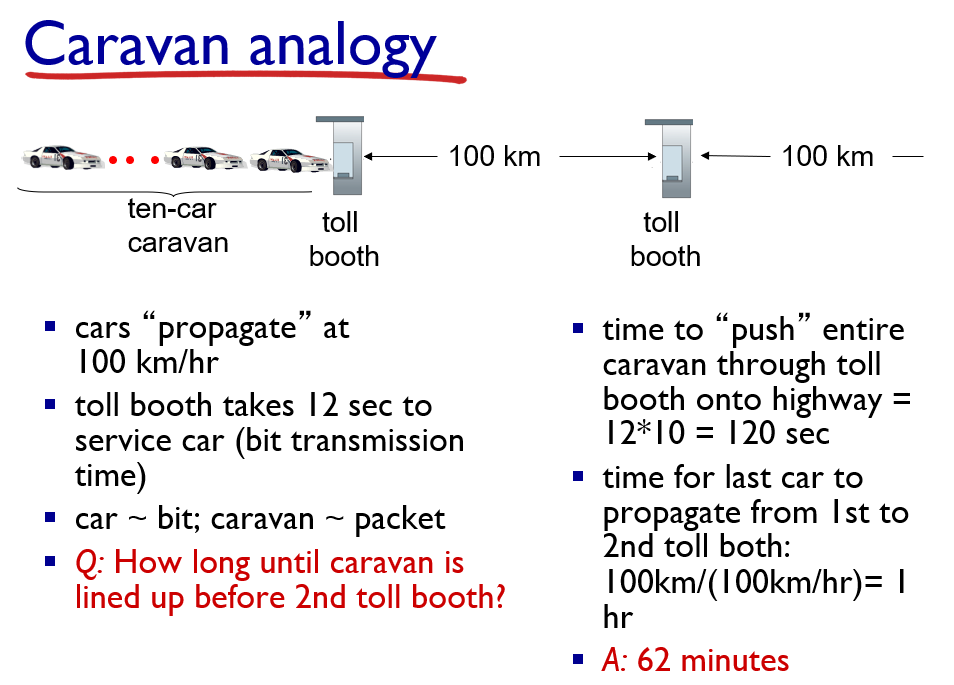 Caravan analogy
100 km
100 km
ten-car
caravan
toll
booth
toll
booth
▪ cars “propagate” at
100 km/hr
▪ toll booth takes 12 sec to
service car (bit transmission
time)
▪ car ~ bit; caravan ~ packet
▪ Q: How long until caravan is
lined up before 2nd toll booth?
▪ time to “push” entire
caravan through toll
booth onto highway =
12*10 = 120 sec
▪ time for last car to
propagate from 1st to
2nd toll both:
100km/(100km/hr)= 1
hr
▪ A: 62 minutes